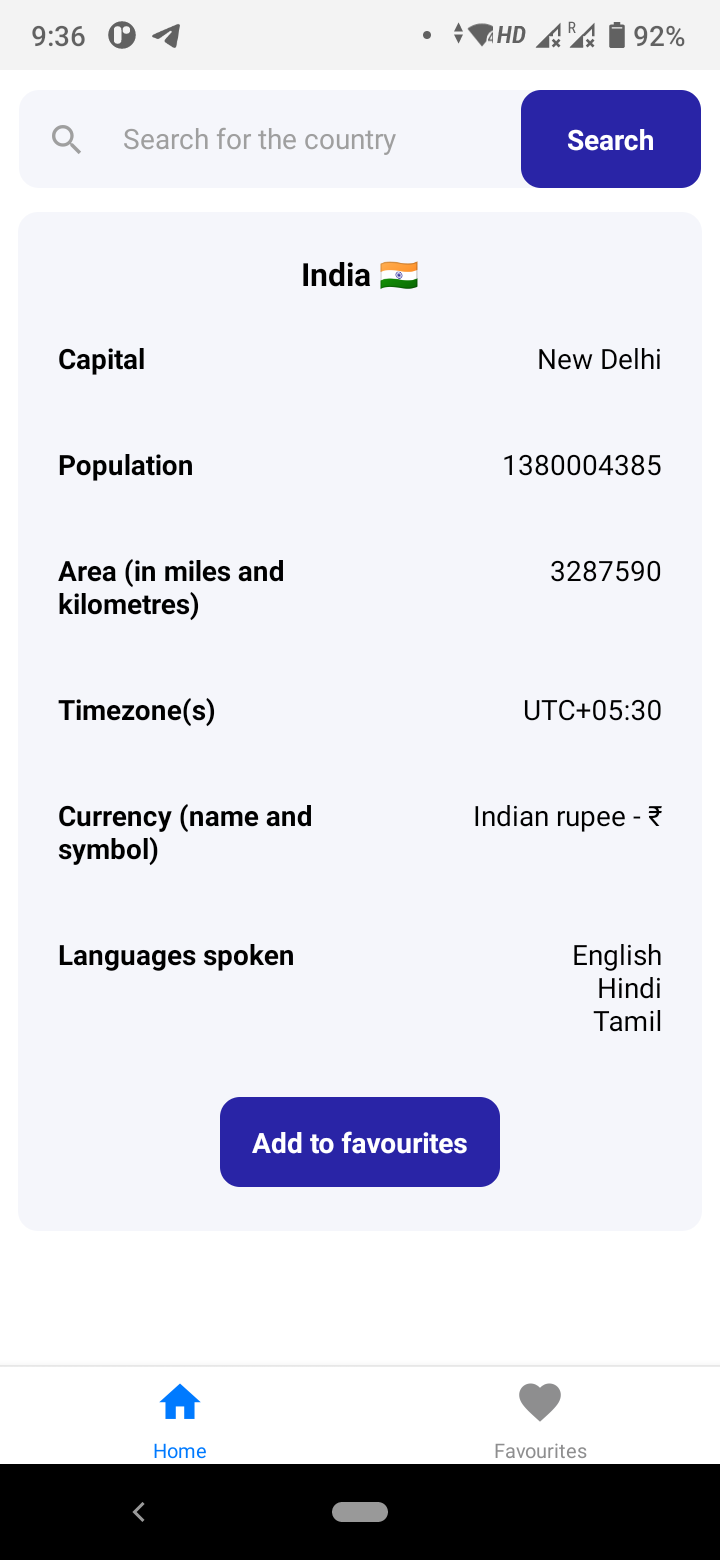 9:36 HD R 92%
Search for the country Search
India 🇮🇳
Capital New Delhi
Population 1380004385
Area (in miles and 3287590
kilometres)
Timezone(s) UTC+05:30
Currency (name and Indian rupee - ₹
symbol)
Languages spoken English
Hindi
Tamil
Add to favourites
Home Favourites